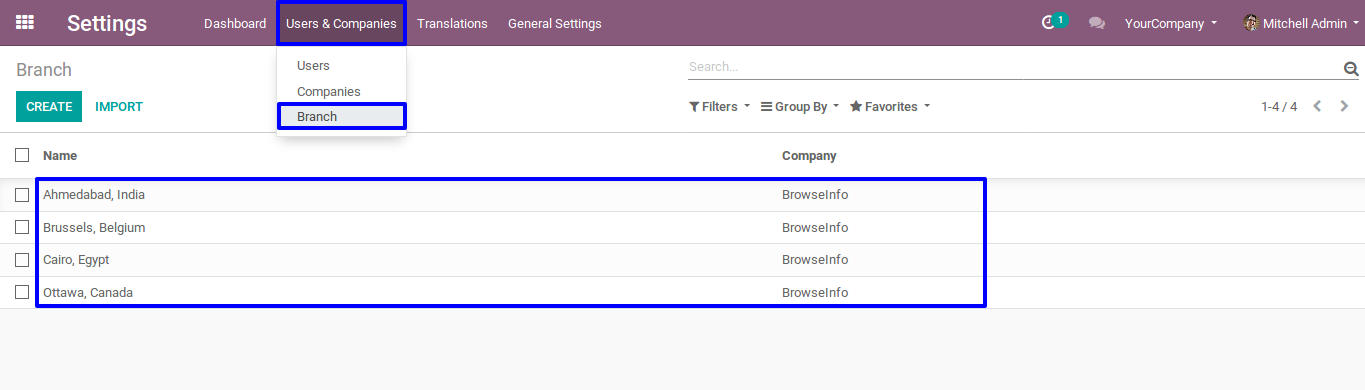 Settings Dashboard Users & Companies Translations General Settings 1 YourCompany Mitchell Admin
Users
Companies
Branch
Branch
Search...
CREATE IMPORT
Filters Group By Favorites 1-4 / 4
Name Company
Ahmedabad, India BrowseInfo
Brussels, Belgium BrowseInfo
Cairo, Egypt BrowseInfo
Ottawa, Canada BrowseInfo